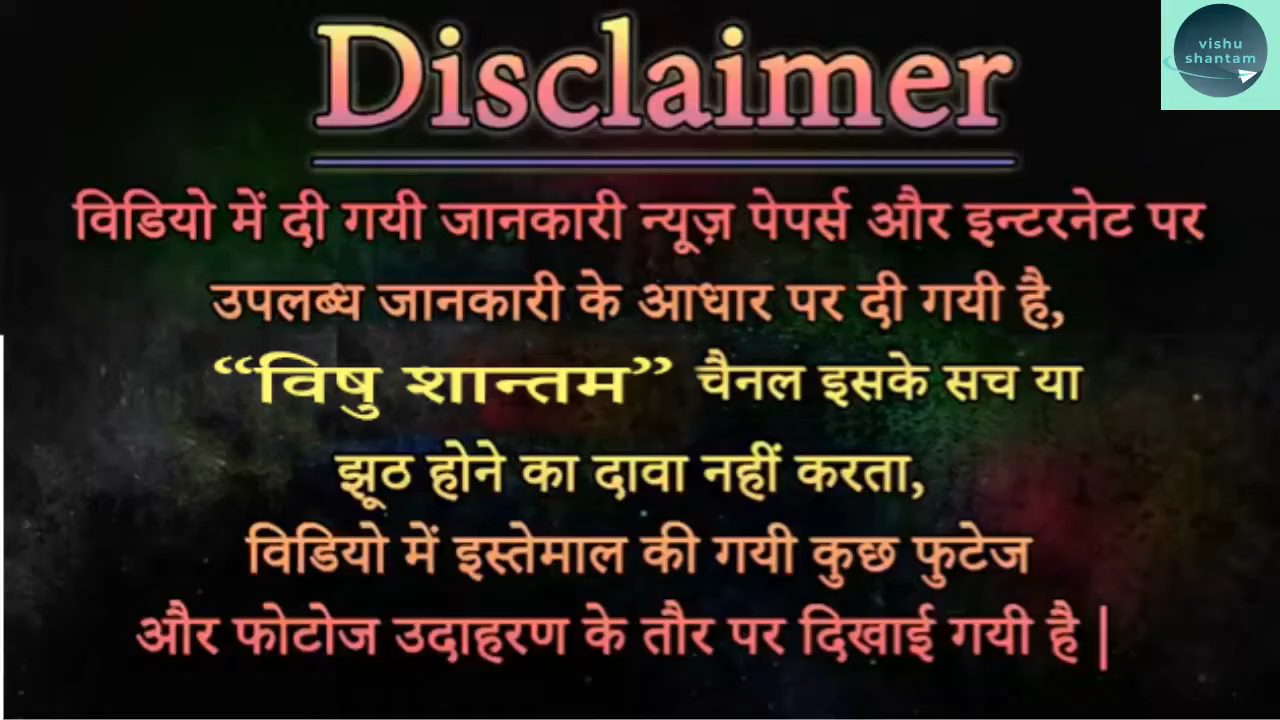 Disclaimer
vishu
shantam
विडियो में दी गयी जानकारी न्यूज़ पेपर्स और इन्टरनेट पर
उपलब्ध जानकारी के आधार पर दी गयी है,
“विषु शान्तम” चैनल इसके सच या
झूठ होने का दावा नहीं करता,
विडियो में इस्तेमाल की गयी कुछ फुटेज
और फोटोज उदाहरण के तौर पर दिखाई गयी है |